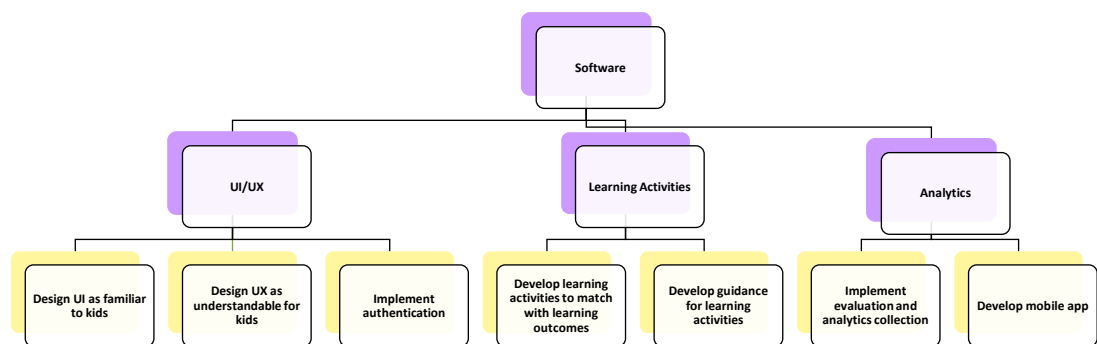 Software
UI/UX
Learning Activities
Analytics
Design UI as familiar
to kids
Design UX as
understandable for
kids
Implement
authentication
Develop learning
activities to match
with learning
outcomes
Develop guidance
for learning
activities
Implement
evaluation and
analytics collection
Develop mobile app